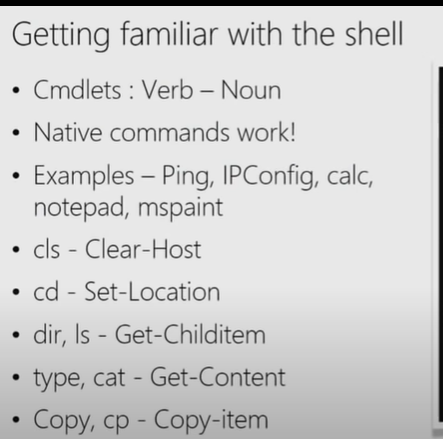 Getting familiar with the shell
• Cmdlets : Verb – Noun
• Native commands work!
• Examples – Ping, IPConfig, calc,
notepad, mspaint
• cls - Clear-Host
• cd - Set-Location
• dir, ls - Get-Childitem
• type, cat - Get-Content
• Copy, cp - Copy-item